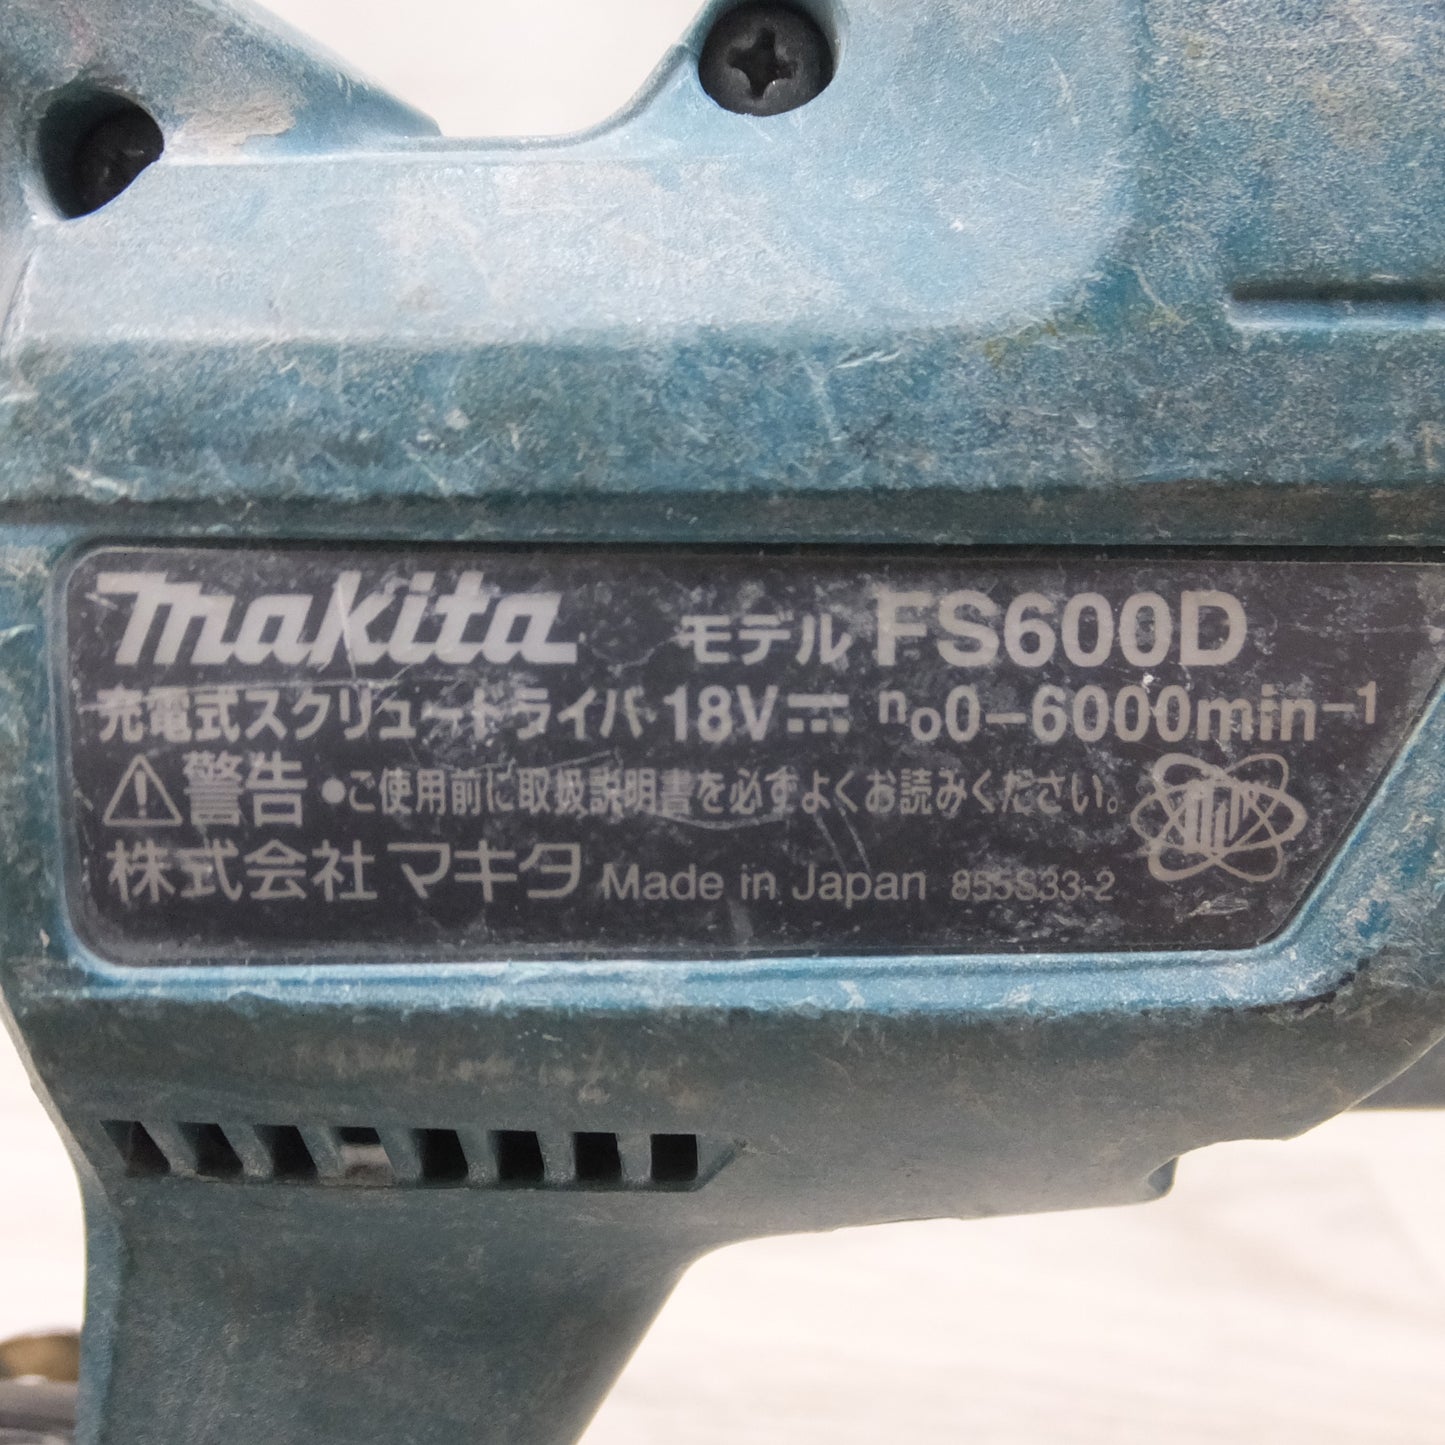 makita モデル FS600D
充電式スクリュードライバ 18V⎓ no0-6000min-1
⚠警告 ●ご使用前に取扱説明書を必ずよくお読みください。
株式会社マキタ Made in Japan 855S33-2